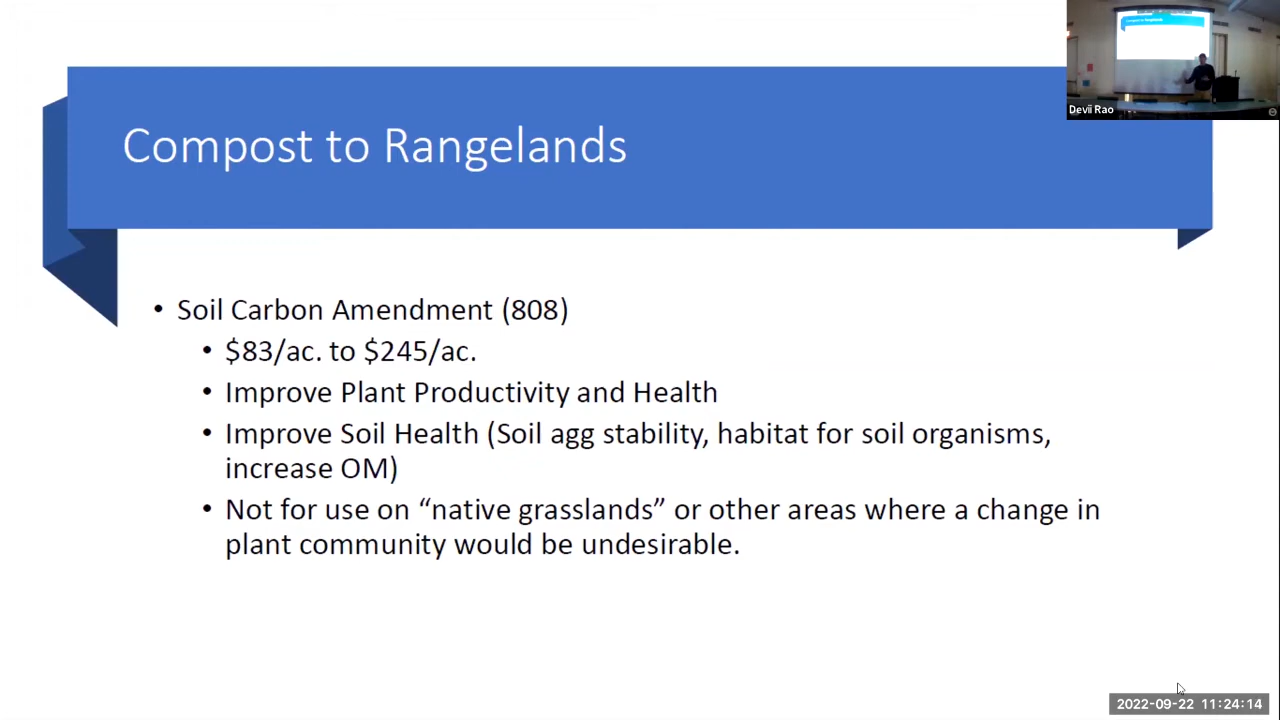 Compost to Rangelands
Devii Rao
• Soil Carbon Amendment (808)
• $83/ac. to $245/ac.
• Improve Plant Productivity and Health
• Improve Soil Health (Soil agg stability, habitat for soil organisms,
increase OM)
• Not for use on “native grasslands” or other areas where a change in
plant community would be undesirable.
2022-09-22 11:24:14